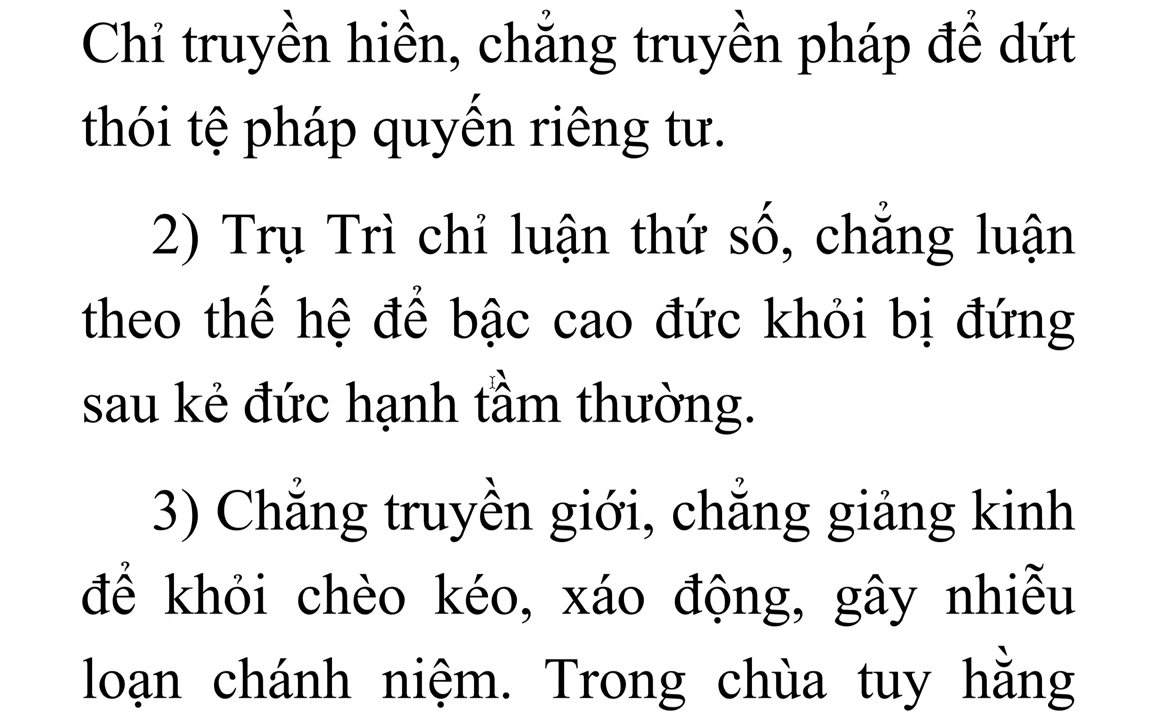 Chỉ truyền hiền, chẳng truyền pháp để dứt
thói tệ pháp quyến riêng tư.
2) Trụ Trì chỉ luận thứ số, chẳng luận
theo thế hệ để bậc cao đức khỏi bị đứng
sau kẻ đức hạnh tầm thường.
3) Chẳng truyền giới, chẳng giảng kinh
để khỏi chèo kéo, xáo động, gây nhiễu
loạn chánh niệm. Trong chùa tuy hằng